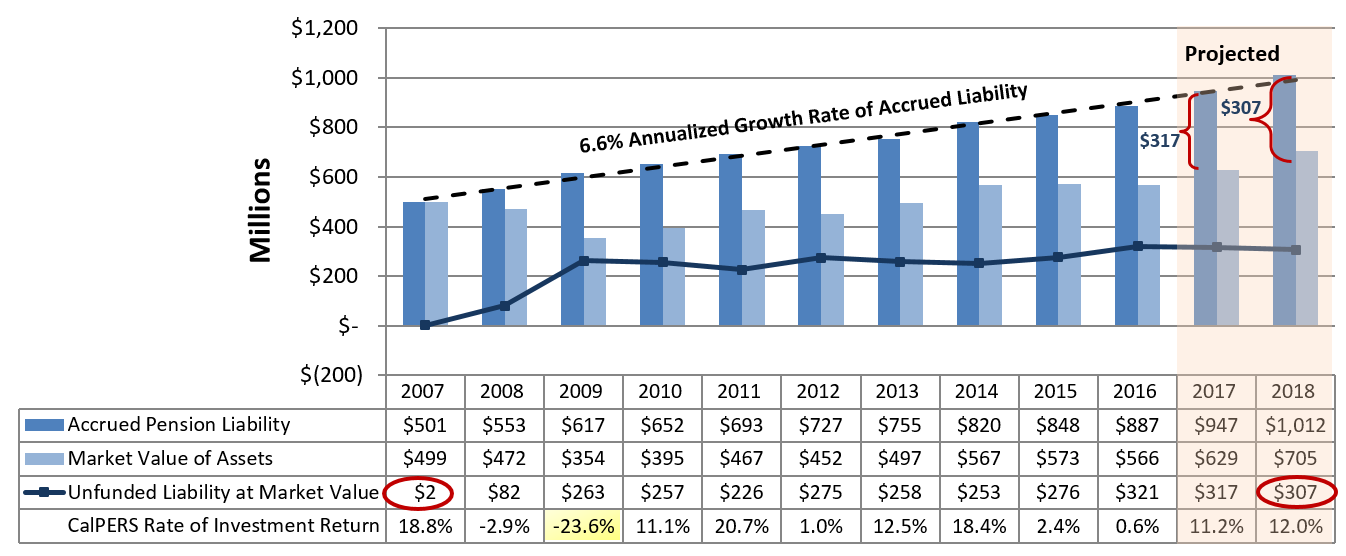 $1,200
Projected
$1,000
6.6% Annualized Growth Rate of Accrued Liability
$307
$317
$800
$600
$400
$200
$-
$(200)
Millions
2007 2008 2009 2010 2011 2012 2013 2014 2015 2016 2017 2018
Accrued Pension Liability $501 $553 $617 $652 $693 $727 $755 $820 $848 $887 $947 $1,012
Market Value of Assets $499 $472 $354 $395 $467 $452 $497 $567 $573 $566 $629 $705
Unfunded Liability at Market Value $2 $82 $263 $257 $226 $275 $258 $253 $276 $321 $317 $307
CalPERS Rate of Investment Return 18.8% -2.9% -23.6% 11.1% 20.7% 1.0% 12.5% 18.4% 2.4% 0.6% 11.2% 12.0%